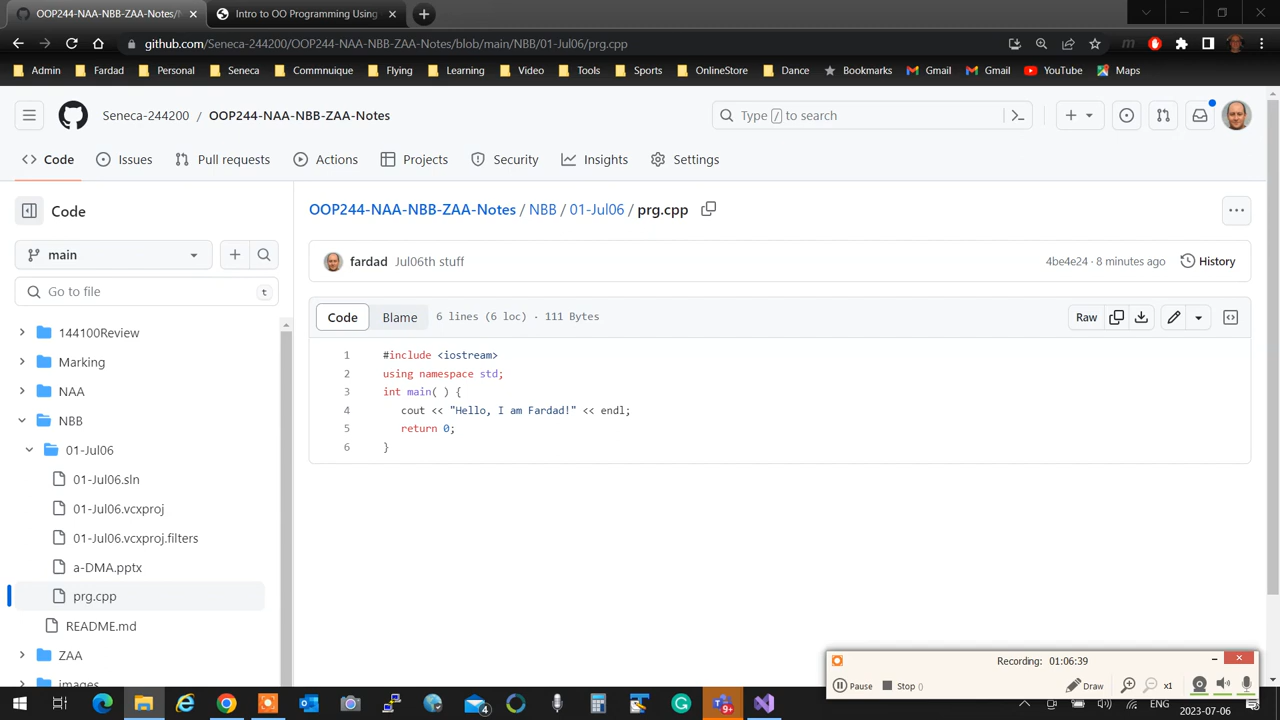 OOP244-NAA-NBB-ZAA-Notes/N
Intro to OO Programming Using
github.com/Seneca-244200/OOP244-NAA-NBB-ZAA-Notes/blob/main/NBB/01-Jul06/prg.cpp
Admin Fardad Personal Seneca Commnuique Flying Learning Video Tools Sports OnlineStore Dance Bookmarks Gmail Gmail YouTube Maps
Seneca-244200 / OOP244-NAA-NBB-ZAA-Notes
Type / to search
Code Issues Pull requests Actions Projects Security Insights Settings
Code
main
Go to file t
144100Review
Marking
NAA
NBB
01-Jul06
01-Jul06.sln
01-Jul06.vcxproj
01-Jul06.vcxproj.filters
a-DMA.pptx
prg.cpp
README.md
ZAA
images
OOP244-NAA-NBB-ZAA-Notes / NBB / 01-Jul06 / prg.cpp
fardad Jul06th stuff 4be4e24 · 8 minutes ago History
Code Blame 6 lines (6 loc) · 111 Bytes Raw
1 #include <iostream>
2 using namespace std;
3 int main( ) {
4 cout << "Hello, I am Fardad!" << endl;
5 return 0;
6 }
Recording: 01:06:39
Pause Stop () Draw x1
4
9+
ENG
2023-07-06